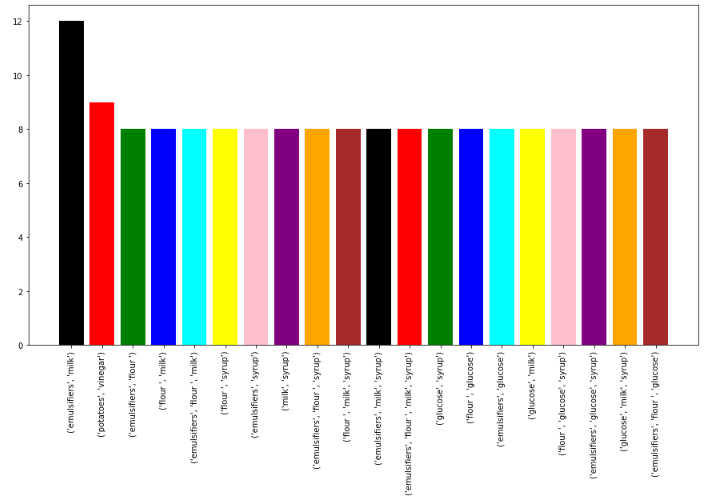 12
10
8
6
4
2
0
('emulsifiers', 'milk')
('potatoes', 'vinegar')
('emulsifiers', 'flour ')
('flour ', 'milk')
('emulsifiers', 'flour ', 'milk')
('flour ', 'syrup')
('emulsifiers', 'syrup')
('milk', 'syrup')
('emulsifiers', 'flour ', 'syrup')
('flour ', 'milk', 'syrup')
('emulsifiers', 'milk', 'syrup')
('emulsifiers', 'flour ', 'milk', 'syrup')
('glucose', 'syrup')
('flour ', 'glucose')
('emulsifiers', 'glucose')
('glucose', 'milk')
('flour ', 'glucose', 'syrup')
('emulsifiers', 'glucose', 'syrup')
('glucose', 'milk', 'syrup')
('emulsifiers', 'flour ', 'glucose')